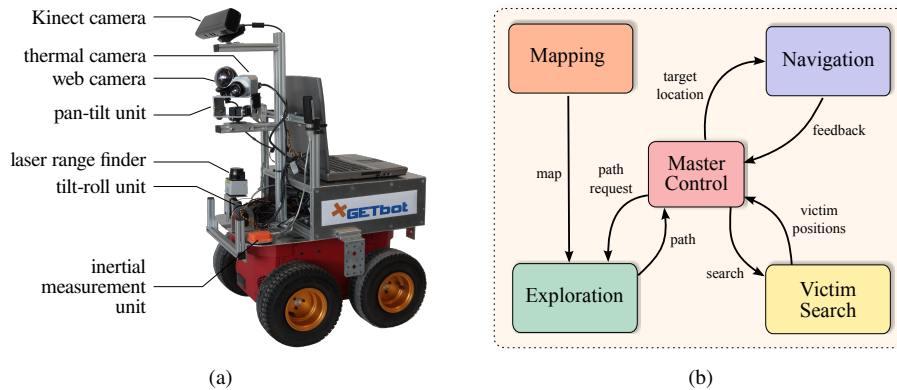 Kinect camera
thermal camera
web camera
pan-tilt unit
laser range finder
tilt-roll unit
inertial
measurement
unit
GETbot
(a)
Mapping
Navigation
target
location
feedback
Master
Control
map
path
request
path
search
victim
positions
Exploration
Victim
Search
(b)